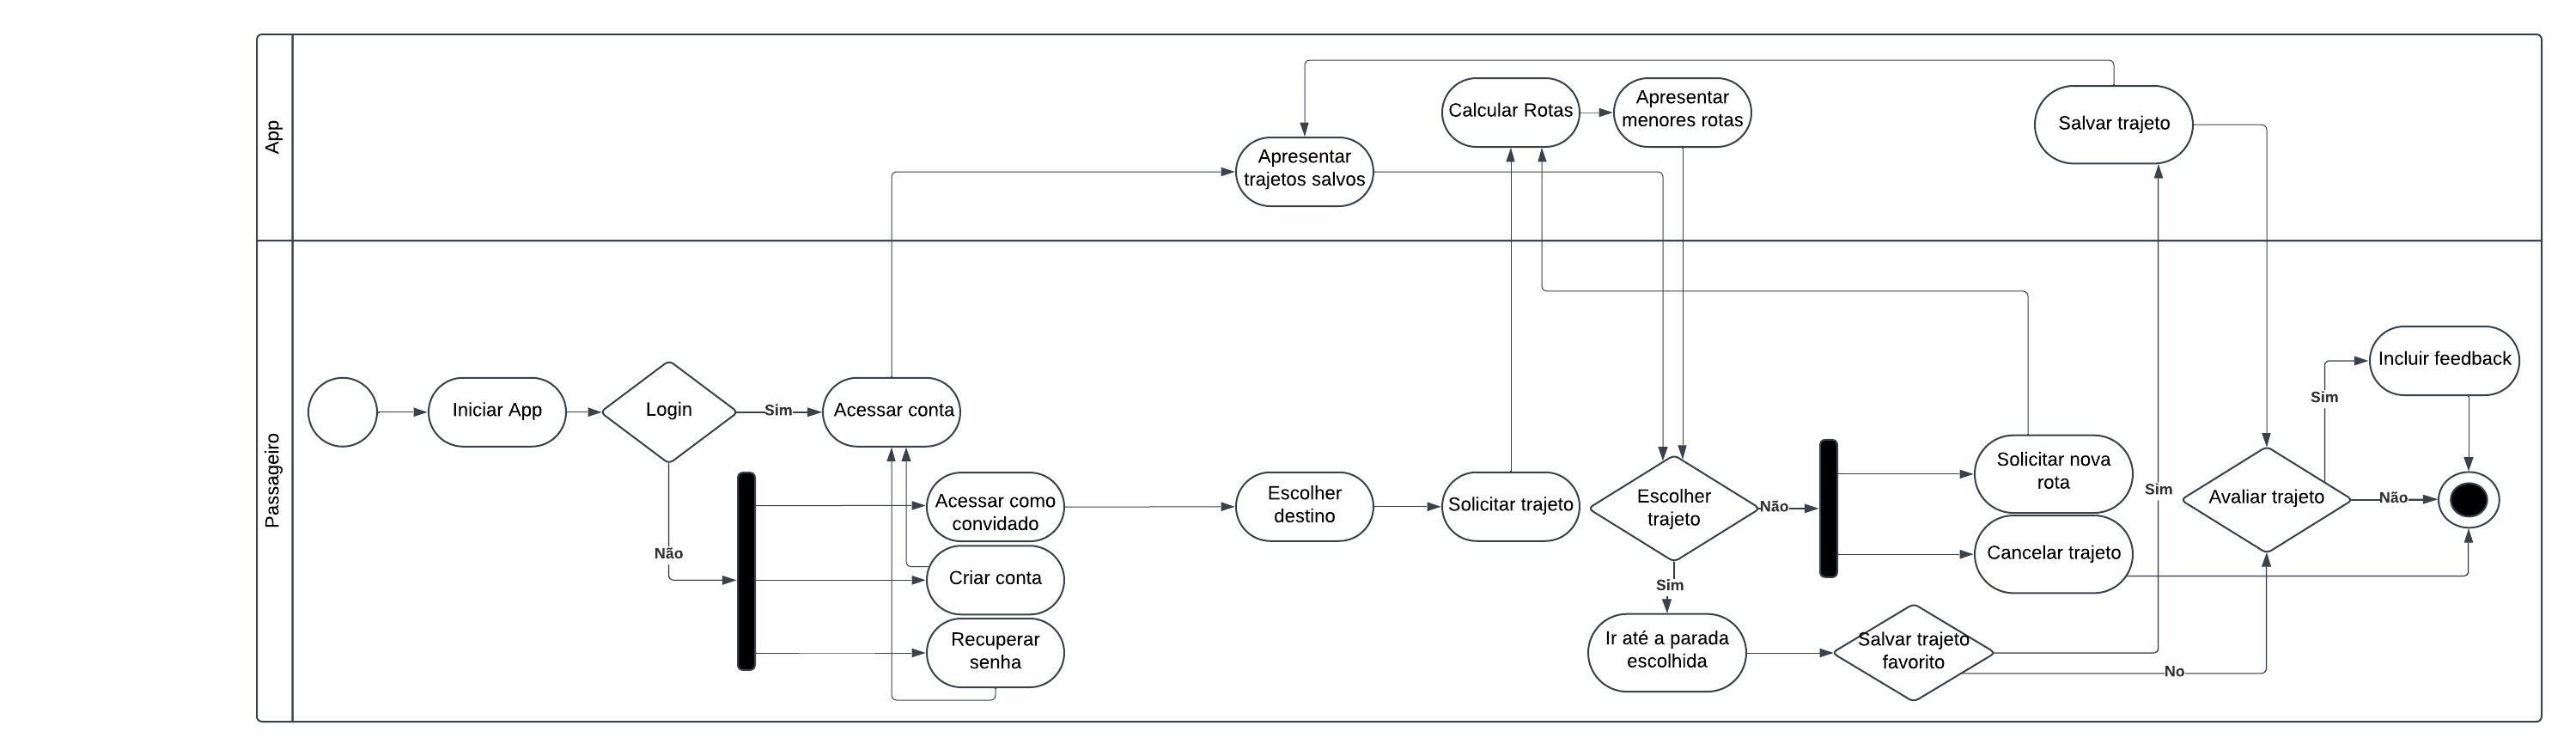 App
Calcular Rotas
Apresentar
menores rotas
Salvar trajeto
Apresentar
trajetos salvos
Passageiro
Iniciar App
Login
Sim
Acessar conta
Não
Acessar como
convidado
Criar conta
Recuperar
senha
Escolher
destino
Solicitar trajeto
Escolher
trajeto
Não
Sim
Solicitar nova
rota
Cancelar trajeto
Ir até a parada
escolhida
Salvar trajeto
favorito
Sim
No
Avaliar trajeto
Sim
Não
Incluir feedback